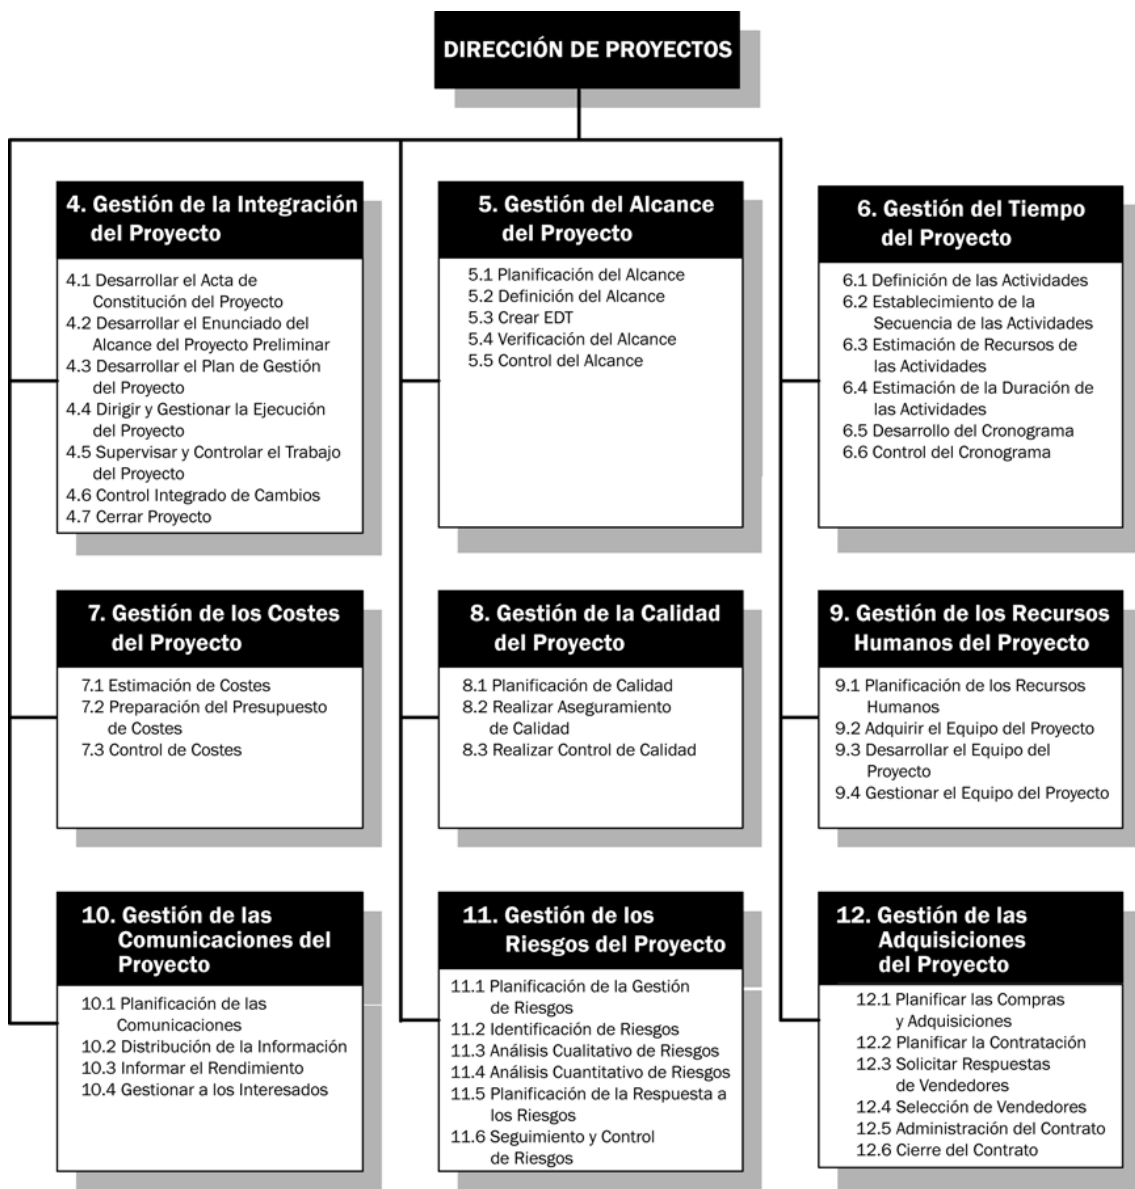 DIRECCIÓN DE PROYECTOS
4. Gestión de la Integración
del Proyecto
4.1 Desarrollar el Acta de
Constitución del Proyecto
4.2 Desarrollar el Enunciado del
Alcance del Proyecto Preliminar
4.3 Desarrollar el Plan de Gestión
del Proyecto
4.4 Dirigir y Gestionar la Ejecución
del Proyecto
4.5 Supervisar y Controlar el Trabajo
del Proyecto
4.6 Control Integrado de Cambios
4.7 Cerrar Proyecto
5. Gestión del Alcance
del Proyecto
5.1 Planificación del Alcance
5.2 Definición del Alcance
5.3 Crear EDT
5.4 Verificación del Alcance
5.5 Control del Alcance
6. Gestión del Tiempo
del Proyecto
6.1 Definición de las Actividades
6.2 Establecimiento de la
Secuencia de las Actividades
6.3 Estimación de Recursos de
las Actividades
6.4 Estimación de la Duración de
las Actividades
6.5 Desarrollo del Cronograma
6.6 Control del Cronograma
7. Gestión de los Costes
del Proyecto
7.1 Estimación de Costes
7.2 Preparación del Presupuesto
de Costes
7.3 Control de Costes
8. Gestión de la Calidad
del Proyecto
8.1 Planificación de Calidad
8.2 Realizar Aseguramiento
de Calidad
8.3 Realizar Control de Calidad
9. Gestión de los Recursos
Humanos del Proyecto
9.1 Planificación de los Recursos
Humanos
9.2 Adquirir el Equipo del Proyecto
9.3 Desarrollar el Equipo del
Proyecto
9.4 Gestionar el Equipo del Proyecto
10. Gestión de las
Comunicaciones del
Proyecto
10.1 Planificación de las
Comunicaciones
10.2 Distribución de la Información
10.3 Informar el Rendimiento
10.4 Gestionar a los Interesados
11. Gestión de los
Riesgos del Proyecto
11.1 Planificación de la Gestión
de Riesgos
11.2 Identificación de Riesgos
11.3 Análisis Cualitativo de Riesgos
11.4 Análisis Cuantitativo de Riesgos
11.5 Planificación de la Respuesta a
los Riesgos
11.6 Seguimiento y Control
de Riesgos
12. Gestión de las
Adquisiciones
del Proyecto
12.1 Planificar las Compras
y Adquisiciones
12.2 Planificar la Contratación
12.3 Solicitar Respuestas
de Vendedores
12.4 Selección de Vendedores
12.5 Administración del Contrato
12.6 Cierre del Contrato